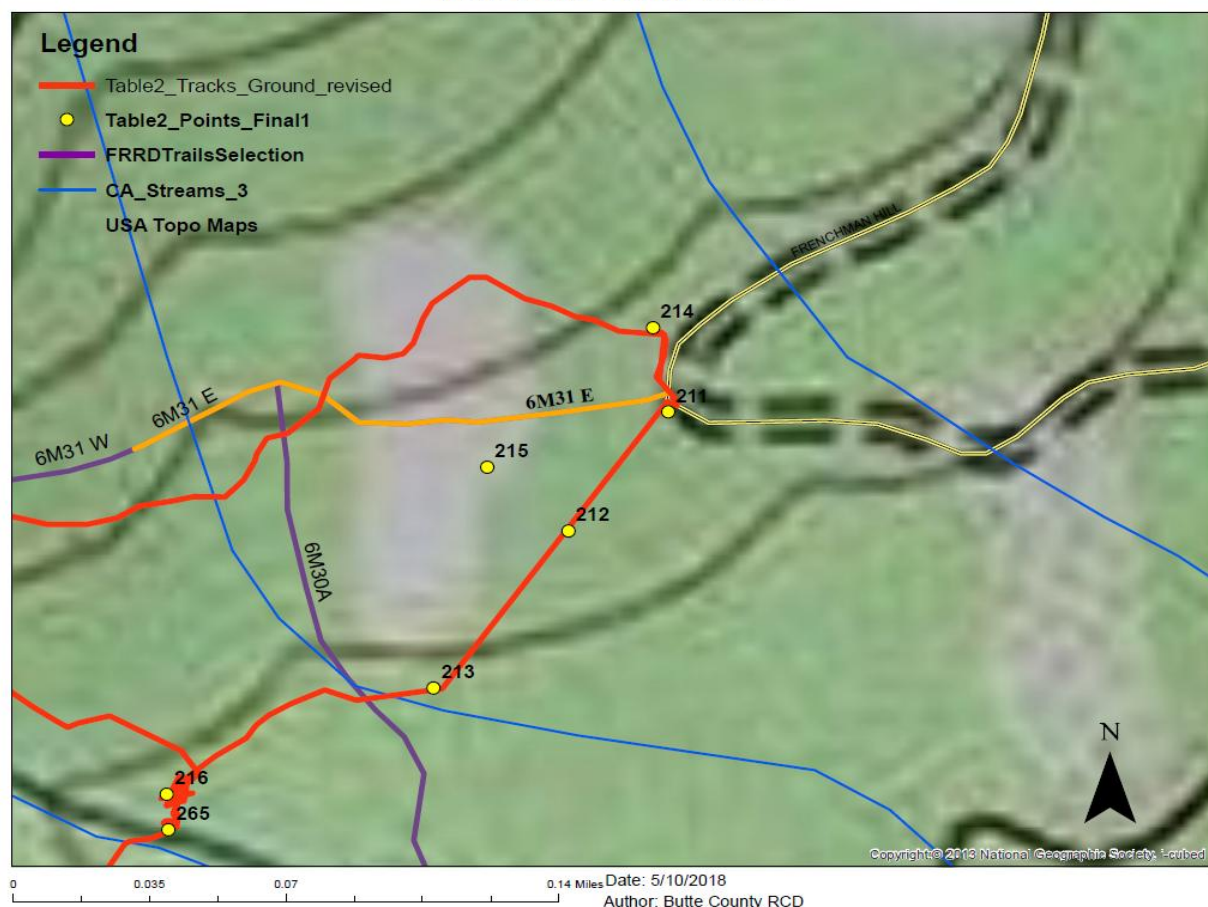 Legend
Table2_Tracks_Ground_revised
Table2_Points_Final1
FRRDTrailsSelection
CA_Streams_3
USA Topo Maps
FRENCHMAN HILL
214
211
6M31 E
6M31 E
6M31 W
215
212
6M30A
213
216
265
N
Copyright:© 2013 National Geographic Society, i-cubed
0 0.035 0.07 0.14 Miles
Date: 5/10/2018
Author: Butte County RCD